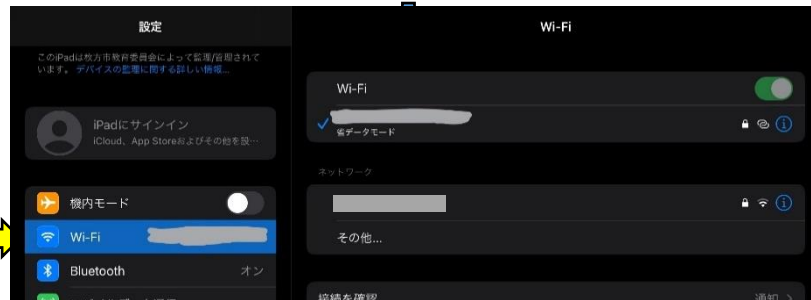 設定
このiPadは枚方市教育委員会によって監理/管理されて
います。デバイスの監理に関する詳しい情報...
iPadにサインイン
iCloud、App Storeおよびその他を設…
機内モード
Wi-Fi
Bluetooth
オン
Wi-Fi
Wi-Fi
省データモード
ネットワーク
その他...
接続を確認
通知